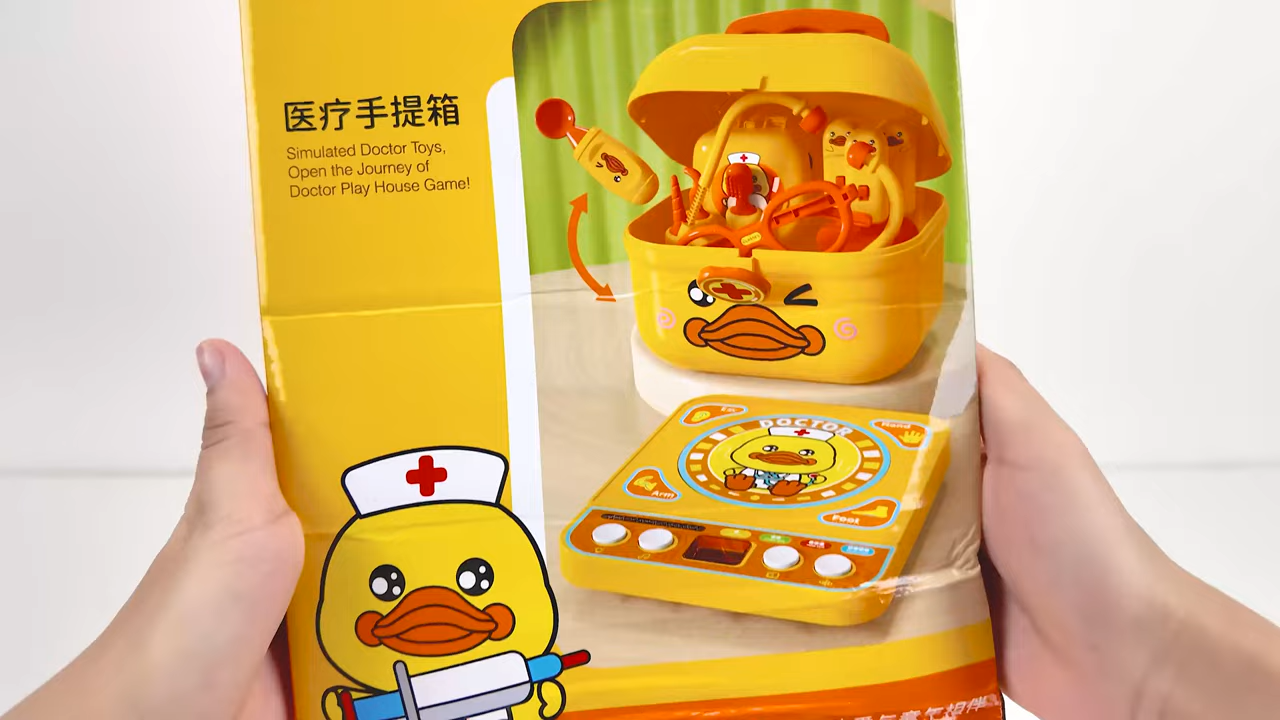 医疗手提箱
Simulated Doctor Toys,
Open the Journey of
Doctor Play House Game!
DOCTOR
Hand
Arm
Foot